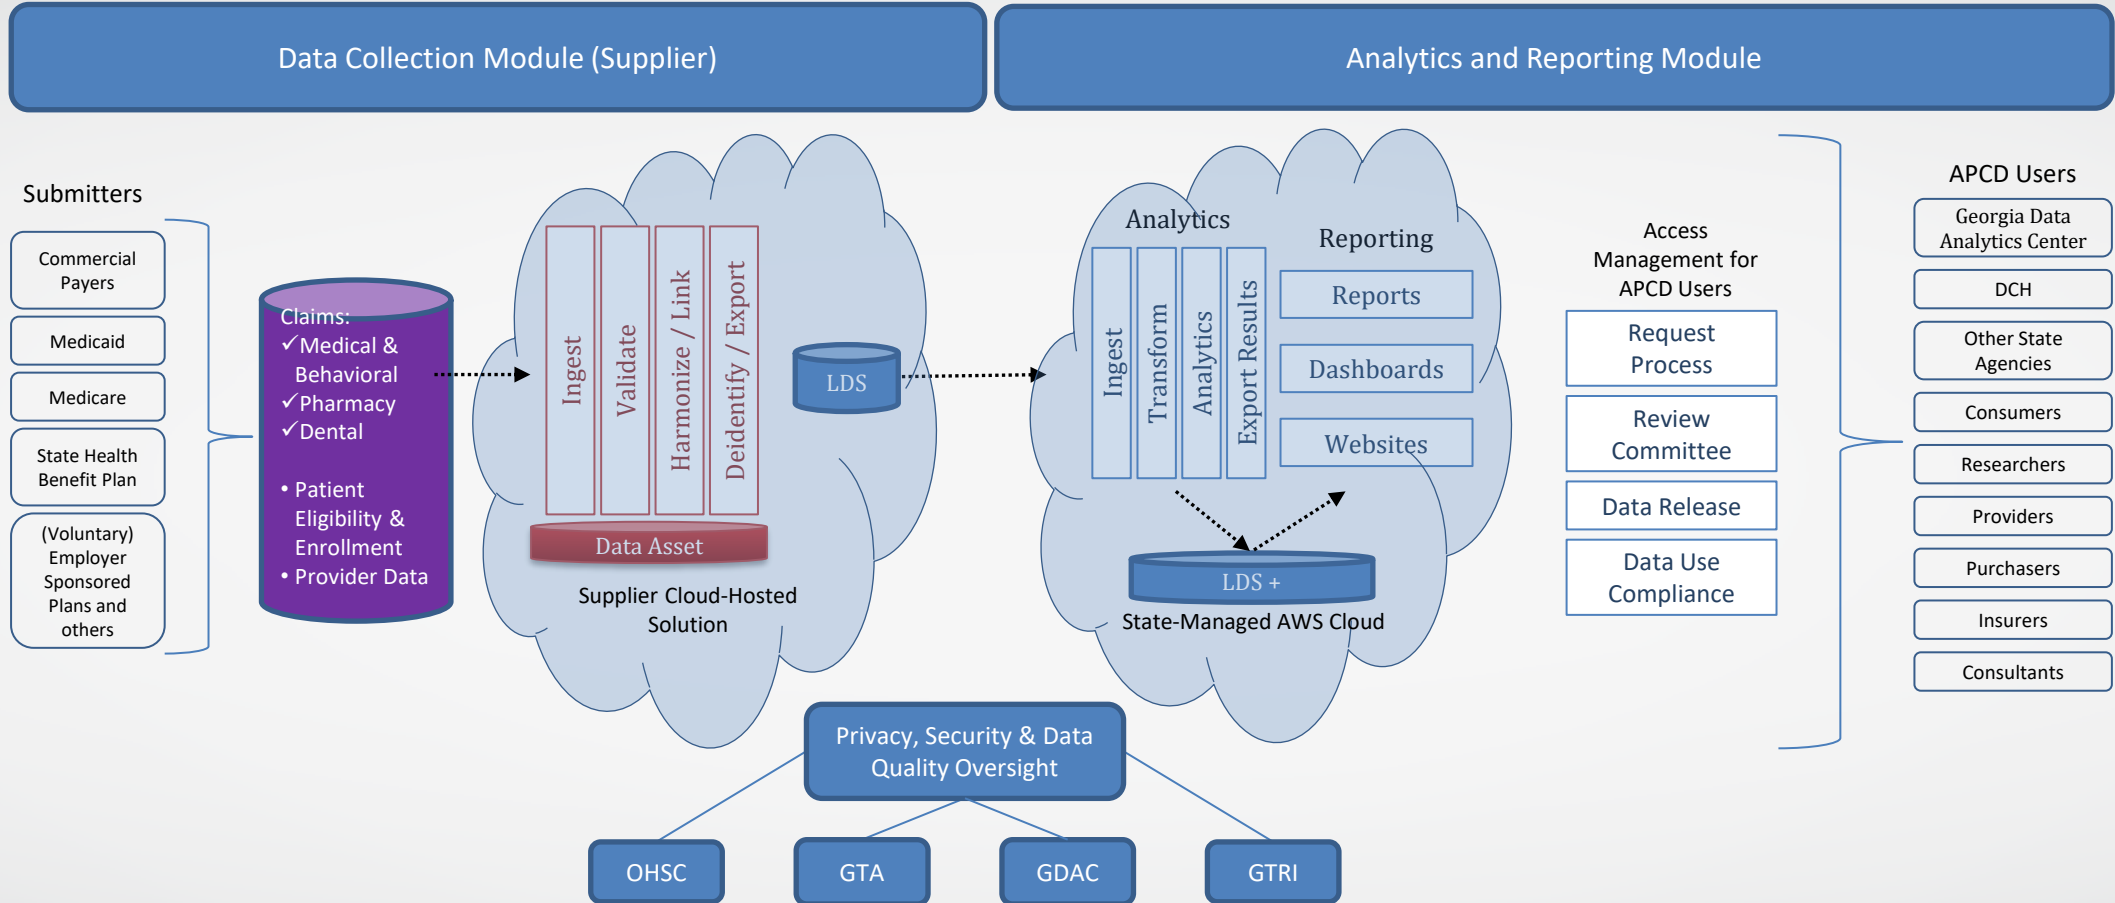 Data Collection Module (Supplier)
Analytics and Reporting Module
Submitters
Commercial
Payers
Medicaid
Medicare
State Health
Benefit Plan
(Voluntary)
Employer
Sponsored
Plans and
others
Claims:
✓Medical &
Behavioral
✓Pharmacy
✓Dental
• Patient
Eligibility &
Enrollment
• Provider Data
Ingest
Validate
Harmonize / Link
Deidentify / Export
Data Asset
LDS
Supplier Cloud-Hosted
Solution
Analytics
Ingest
Transform
Analytics
Export Results
Reporting
Reports
Dashboards
Websites
LDS +
State-Managed AWS Cloud
Access
Management for
APCD Users
Request
Process
Review
Committee
Data Release
Data Use
Compliance
APCD Users
Georgia Data
Analytics Center
DCH
Other State
Agencies
Consumers
Researchers
Providers
Purchasers
Insurers
Consultants
Privacy, Security & Data
Quality Oversight
OHSC
GTA
GDAC
GTRI